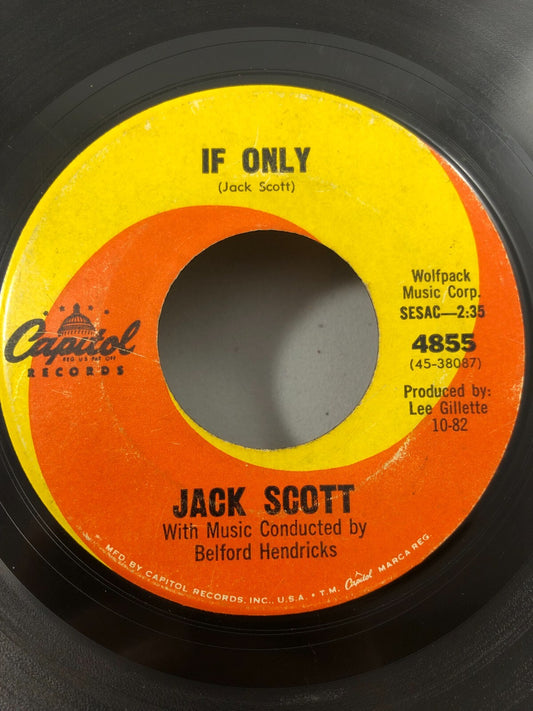 IF ONLY
(Jack Scott)
Wolfpack
Music Corp.
SESAC—2:35
4855
(45-38087)
Produced by:
Lee Gillette
10-82
Capitol
REG. U.S. PAT. OFF.
RECORDS
JACK SCOTT
With Music Conducted by
Belford Hendricks
MFD. BY CAPITOL RECORDS, INC., U.S.A. • T.M. Capitol MARCA REG.